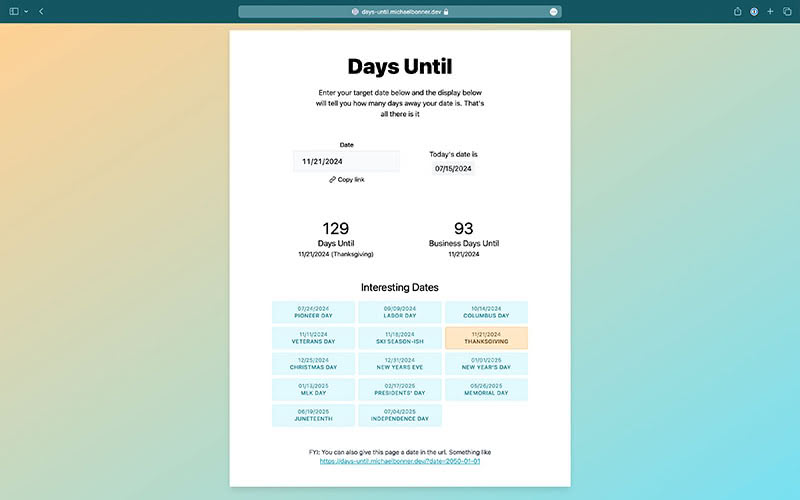 days-until.michaelbonner.dev
Days Until
Enter your target date below and the display below
will tell you how many days away your date is. That's
all there is it
Date
11/21/2024
Copy link
Today's date is
07/15/2024
129
Days Until
11/21/2024 (Thanksgiving)
93
Business Days Until
11/21/2024
Interesting Dates
07/24/2024
PIONEER DAY
09/09/2024
LABOR DAY
10/14/2024
COLUMBUS DAY
11/11/2024
VETERANS DAY
11/18/2024
SKI SEASON-ISH
11/21/2024
THANKSGIVING
12/25/2024
CHRISTMAS DAY
12/31/2024
NEW YEARS EVE
01/01/2025
NEW YEAR'S DAY
01/13/2025
MLK DAY
02/17/2025
PRESIDENTS' DAY
05/26/2025
MEMORIAL DAY
06/19/2025
JUNETEENTH
07/04/2025
INDEPENDENCE DAY
FYI: You can also give this page a date in the url. Something like
https://days-until.michaelbonner.dev/?date=2050-01-01